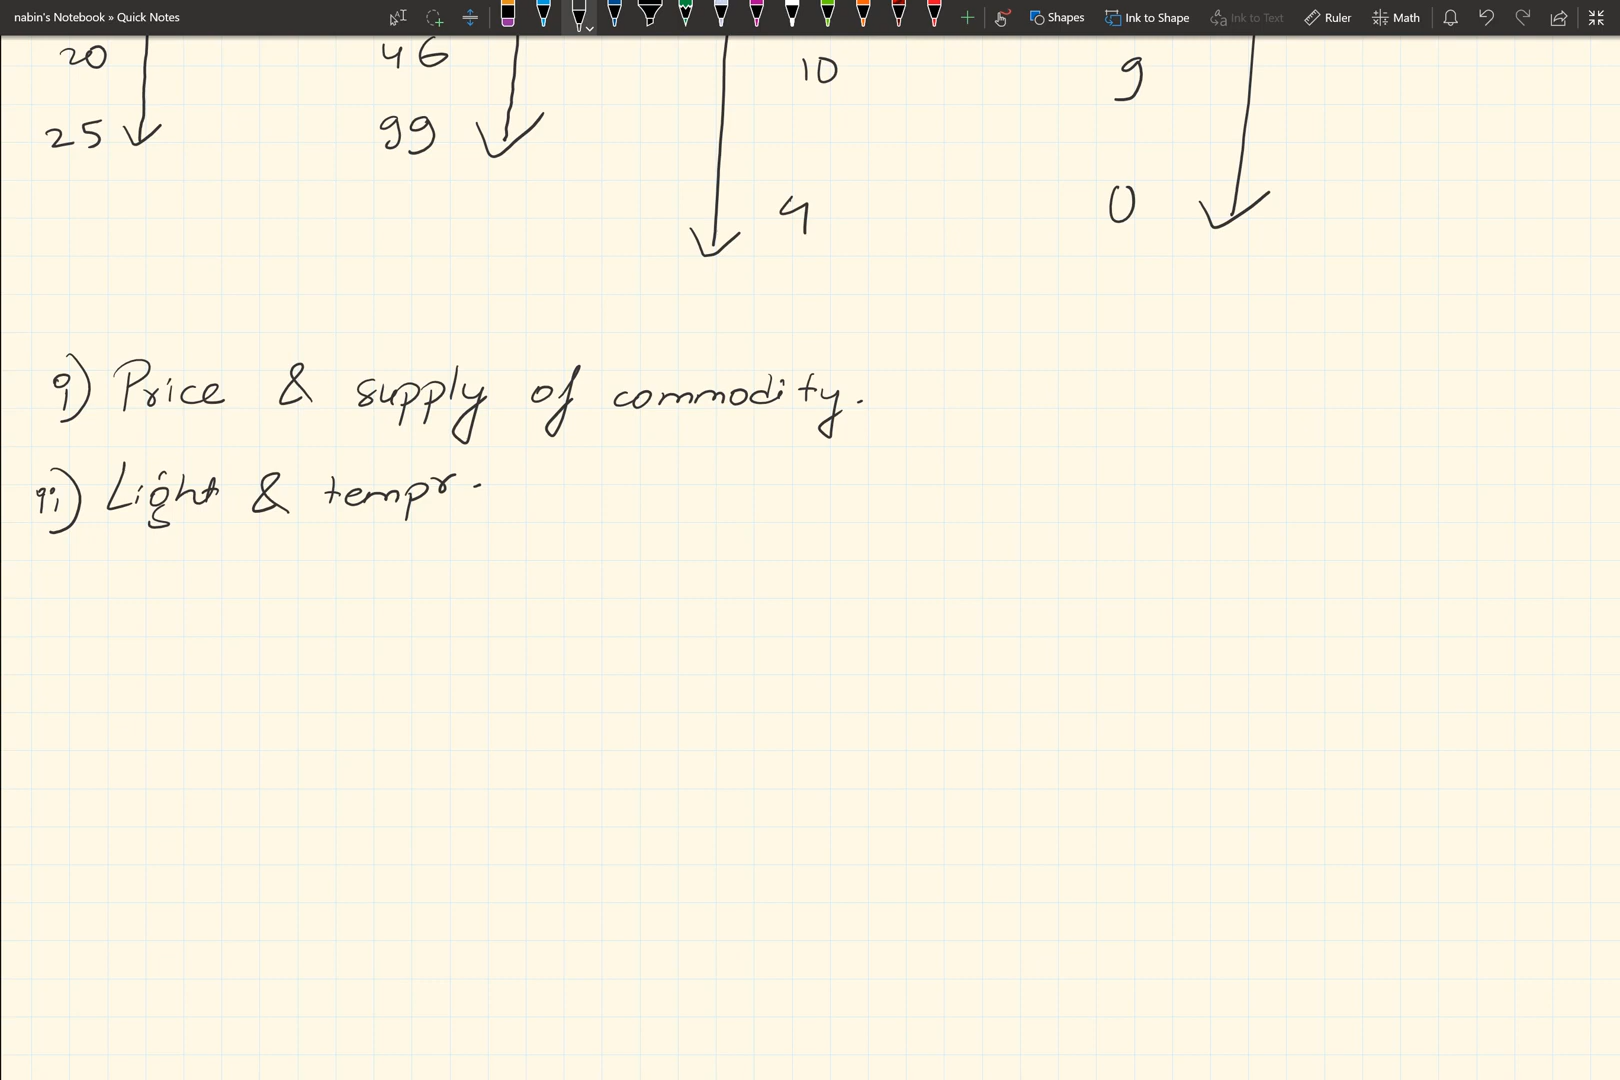 nabin's Notebook » Quick Notes
Shapes Ink to Shape Ink to Text Ruler Math
20 46 10 9
25 99 4 0
i) Price & supply of commodity.
ii) Light & tempr.